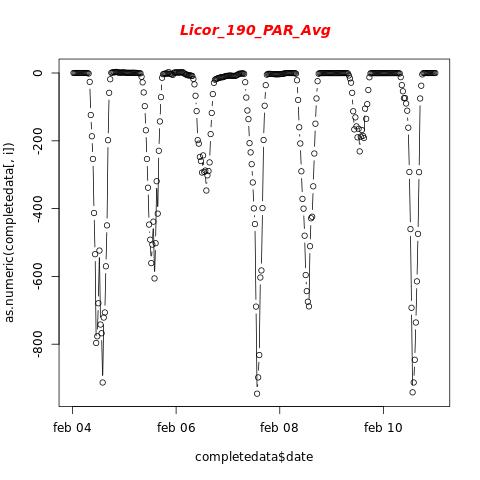 Licor_190_PAR_Avg
as.numeric(completedata[, i])
0
-200
-400
-600
-800
feb 04
feb 06
feb 08
feb 10
completedata$date